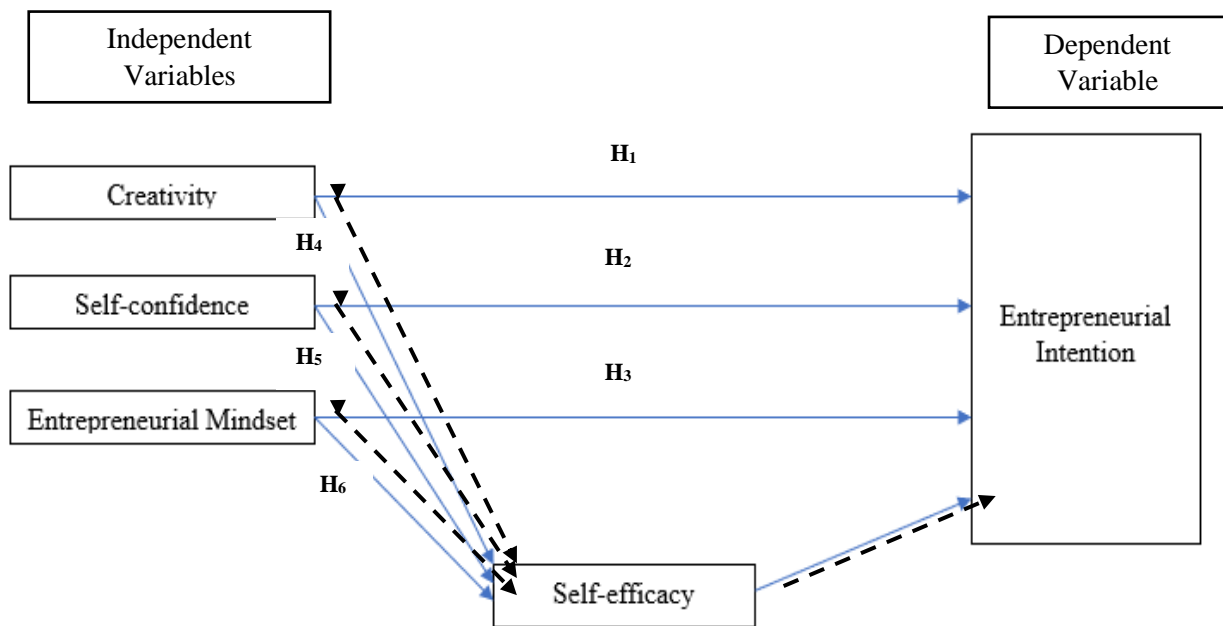 Independent
Variables
Dependent
Variable
H₁
Creativity
H₄
H₂
Self-confidence
Entrepreneurial
Intention
H₅
H₃
Entrepreneurial Mindset
H₆
Self-efficacy